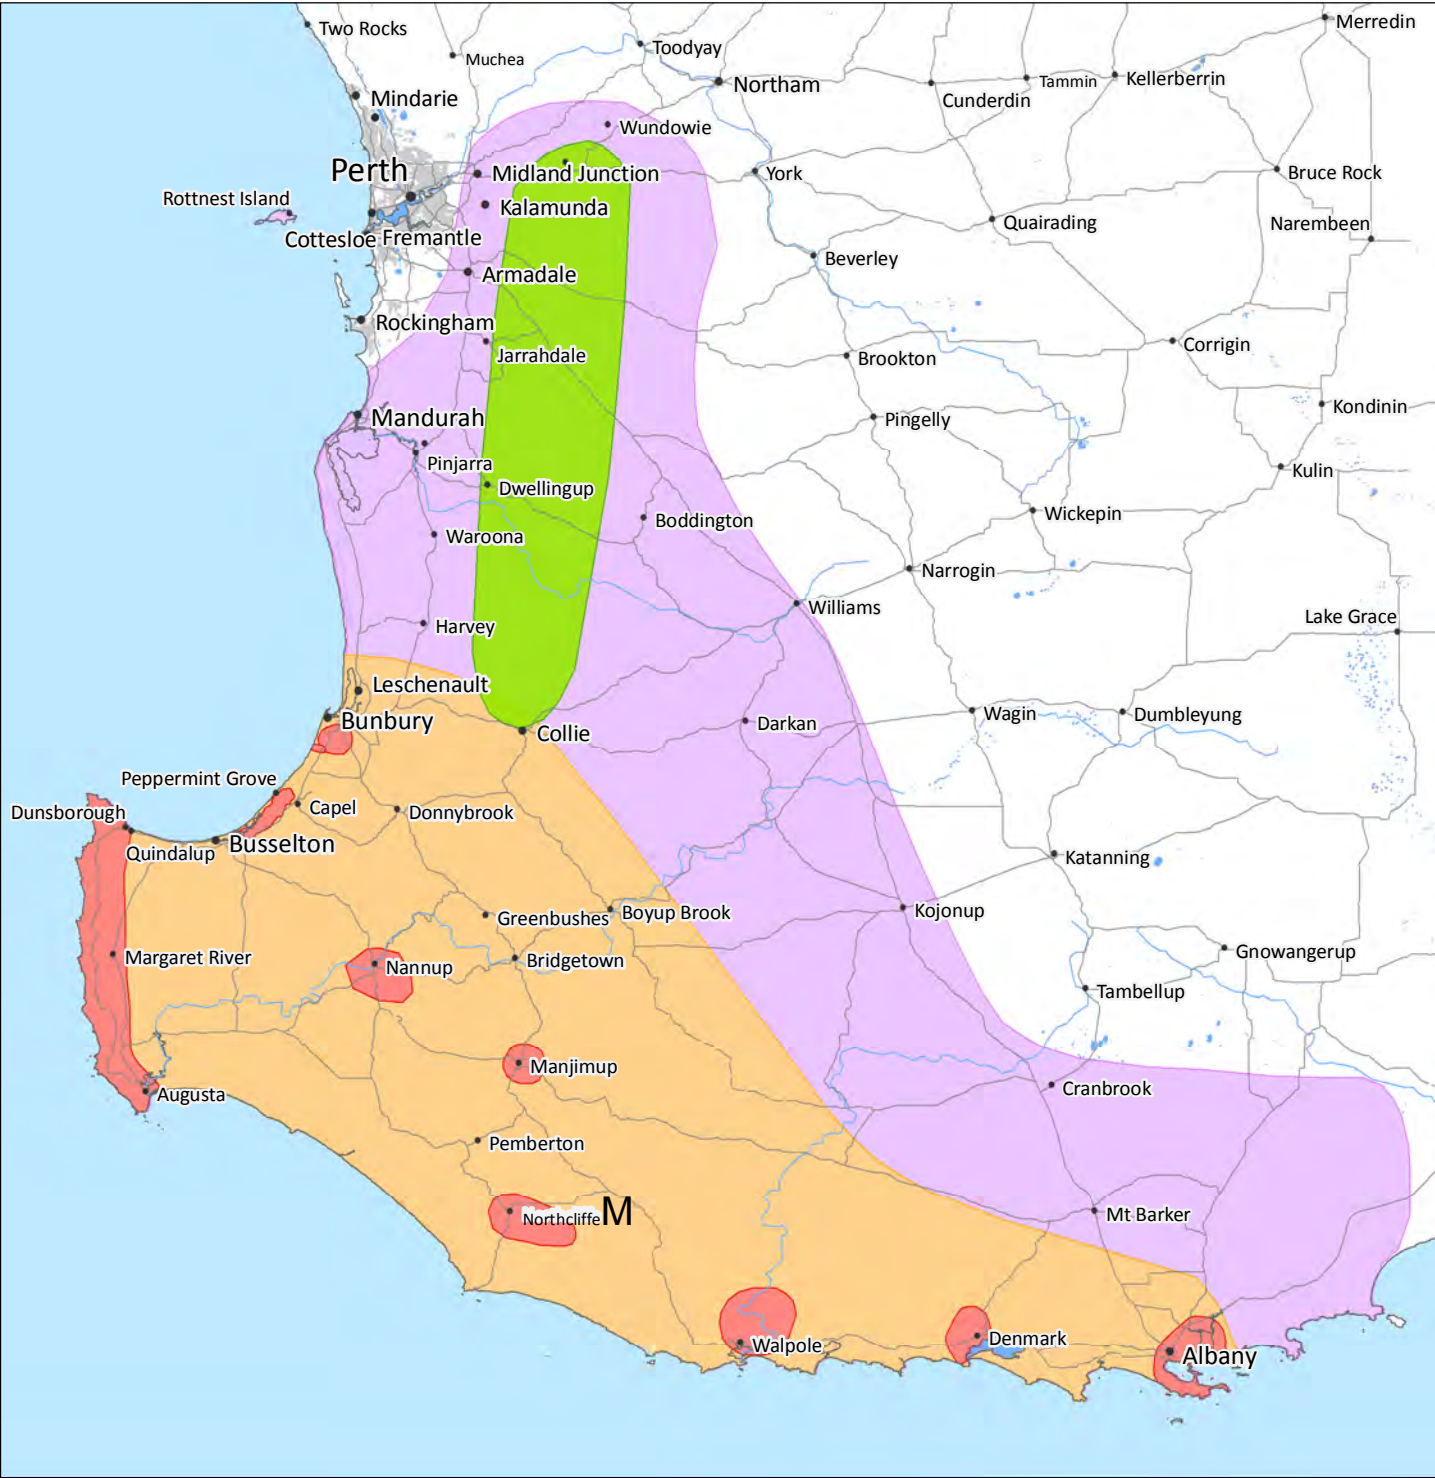 Two Rocks
Merredin
Toodyay
Muchea
Northam
Tammin
Kellerberrin
Mindarie
Cunderdin
Wundowie
Perth
Midland Junction
York
Bruce Rock
Rottnest Island
Kalamunda
Quairading
Narembeen
Cottesloe
Fremantle
Beverley
Armadale
Rockingham
Jarrahdale
Corrigin
Brookton
Kondinin
Mandurah
Pingelly
Pinjarra
Kulin
Dwellingup
Boddington
Wickepin
Waroona
Narrogin
Williams
Lake Grace
Harvey
Leschenault
Wagin
Dumbleyung
Bunbury
Darkan
Collie
Peppermint Grove
Capel
Dunsborough
Donnybrook
Busselton
Quindalup
Katanning
Greenbushes
Boyup Brook
Kojonup
Margaret River
Nannup
Bridgetown
Gnowangerup
Tambellup
Manjimup
Cranbrook
Augusta
Pemberton
Northcliffe M
Mt Barker
Walpole
Denmark
Albany